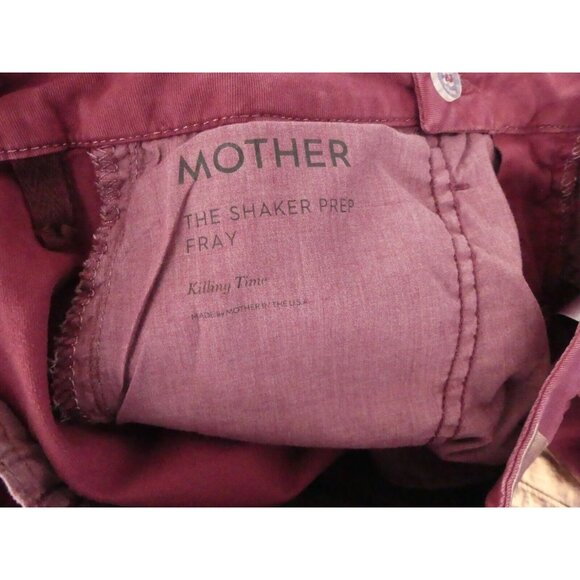 MOTHER
THE SHAKER PREP
FRAY
Killing Time
MADE by MOTHER IN THE U.S.A